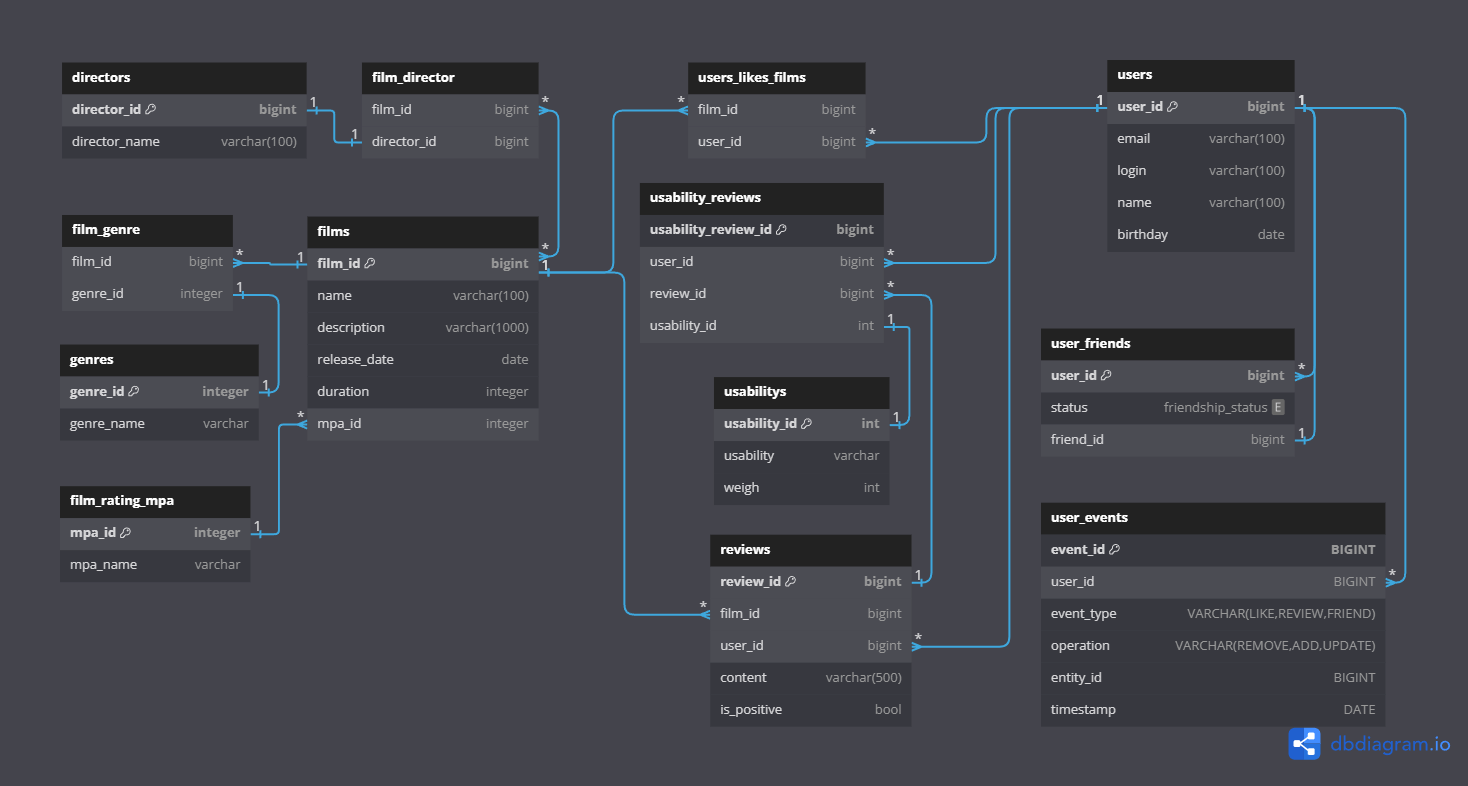 directors
director_id bigint
director_name varchar(100)
film_director
film_id bigint
director_id bigint
users_likes_films
film_id bigint
user_id bigint
users
user_id bigint
email varchar(100)
login varchar(100)
name varchar(100)
birthday date
film_genre
film_id bigint
genre_id integer
films
film_id bigint
name varchar(100)
description varchar(1000)
release_date date
duration integer
mpa_id integer
usability_reviews
usability_review_id bigint
user_id bigint
review_id bigint
usability_id int
genres
genre_id integer
genre_name varchar
usabilitys
usability_id int
usability varchar
weigh int
user_friends
user_id bigint
status friendship_status E
friend_id bigint
film_rating_mpa
mpa_id integer
mpa_name varchar
reviews
review_id bigint
film_id bigint
user_id bigint
content varchar(500)
is_positive bool
user_events
event_id BIGINT
user_id BIGINT
event_type VARCHAR(LIKE,REVIEW,FRIEND)
operation VARCHAR(REMOVE,ADD,UPDATE)
entity_id BIGINT
timestamp DATE
1
1
*
*
*
*
1
1
*
1
1
1
1
*
1
*
*
1
1
1
*
*
*
1
*
dbdiagram.io